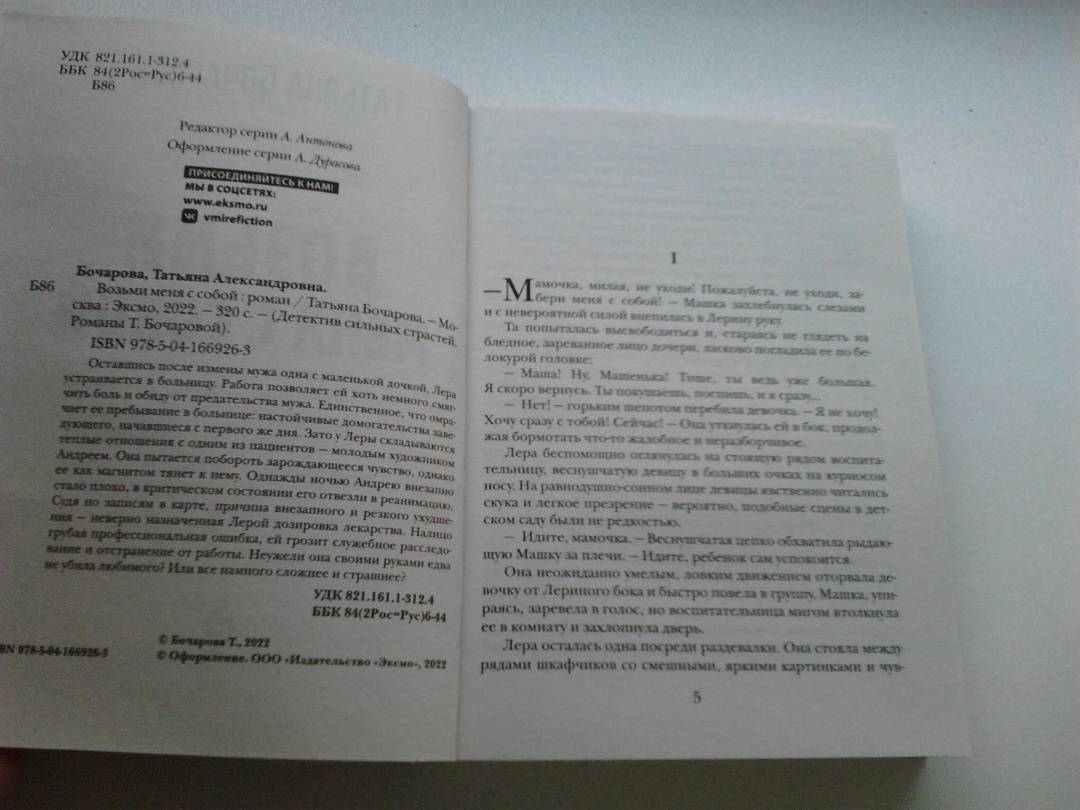 УДК 821.161.1-312.4
ББК 84(2Рос=Рус)6-44
Б86
Редактор серии А. Антонова
Оформление серии А. Дурасова
ПРИСОЕДИНЯЙТЕСЬ К НАМ!
МЫ В СОЦСЕТЯХ:
www.eksmo.ru
vmirefiction
Бочарова, Татьяна Александровна.
Б86 Возьми меня с собой : роман / Татьяна Бочарова. – Мо-
сква : Эксмо, 2022. – 320 с. – (Детектив сильных страстей.
Романы Т. Бочаровой).
ISBN 978-5-04-166926-3
Оставшись после измены мужа одна с маленькой дочкой, Лера
устраивается в больницу. Работа позволяет ей хоть немного смяг-
чить боль и обиду от предательства мужа. Единственное, что омра-
чает ее пребывание в больнице: настойчивые домогательства заве-
дующего, начавшиеся с первого же дня. Зато у Леры складываются
теплые отношения с одним из пациентов – молодым художником
Андреем. Она пытается побороть зарождающееся чувство, однако
ее как магнитом тянет к нему. Однажды ночью Андрею внезапно
стало плохо, в критическом состоянии его отвезли в реанимацию.
Судя по записям в карте, причина внезапного и резкого ухудше-
ния – неверно назначенная Лерой дозировка лекарства. Налицо
грубая профессиональная ошибка, ей грозит служебное расследо-
вание и отстранение от работы. Неужели она своими руками едва
не убила любимого? Или все намного сложнее и страшнее?
УДК 821.161.1-312.4
ББК 84(2Рос=Рус)6-44
© Бочарова Т., 2022
ISBN 978-5-04-166926-3 © Оформление. ООО «Издательство «Эксмо», 2022
1
– Мамочка, милая, не уходи! Пожалуйста, не уходи, за-
бери меня с собой! – Машка захлебнулась слезами
и с невероятной силой вцепилась в Лерину руку.
Та попыталась высвободиться и, стараясь не глядеть на
бледное, зареванное лицо дочери, ласково погладила ее по бе-
локурой головке:
– Маша! Ну, Машенька! Тише, ты ведь уже большая.
Я скоро вернусь. Ты покушаешь, поспишь, и я сразу...
– Нет! – горьким шепотом перебила девочка. – Я не хочу!
Хочу сразу с тобой! Сейчас! – Она уткнулась ей в бок, продол-
жая бормотать что-то жалобное и неразборчивое.
Лера беспомощно оглянулась на стоящую рядом воспита-
тельницу, веснушчатую девицу в больших очках на курносом
носу. На равнодушно-сонном лице девицы явственно читались
скука и легкое презрение – вероятно, подобные сцены в дет-
ском саду были не редкостью.
– Идите, мамочка. – Веснушчатая цепко обхватила рыдаю-
щую Машку за плечи. – Идите, ребенок сам успокоится.
Она неожиданно умелым, ловким движением оторвала де-
вочку от Лериного бока и быстро повела в группу. Машка, упи-
раясь, заревела в голос, но воспитательница мигом втолкнула
ее в комнату и захлопнула дверь.
Лера осталась одна посреди раздевалки. Она стояла между
рядами шкафчиков со смешными, яркими картинками и чув-
5